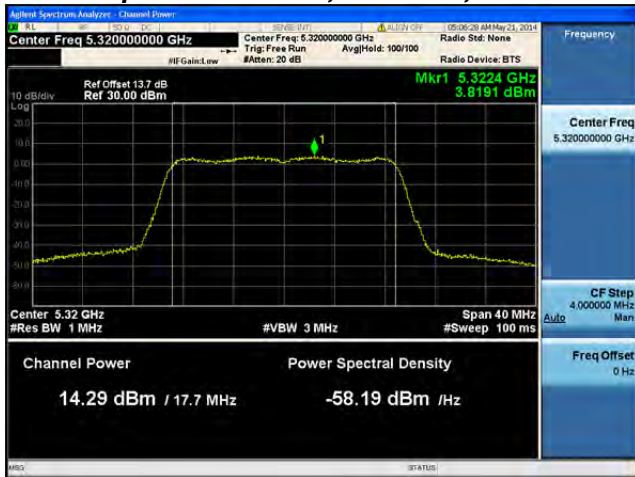 Agilent Spectrum Analyzer - Channel Power
RL
50 Ω DC
SENSE:INT
ALIGN OFF
05:06:28 AM May 21, 2014
Center Freq 5.320000000 GHz
Center Freq: 5.320000000 GHz
Radio Std: None
Trig: Free Run
Avg|Hold: 100/100
#IFGain:Low
#Atten: 20 dB
Radio Device: BTS
Frequency
Ref Offset 13.7 dB
Mkr1 5.3224 GHz
10 dB/div
Ref 30.00 dBm
3.8191 dBm
Log
20.0
10.0
0.00
-10.0
-20.0
-30.0
-40.0
-50.0
-60.0
1
Center Freq
5.320000000 GHz
Center 5.32 GHz
Span 40 MHz
#Res BW 1 MHz
#VBW 3 MHz
#Sweep 100 ms
CF Step
4.000000 MHz
Auto
Man
Channel Power
Power Spectral Density
14.29 dBm / 17.7 MHz
-58.19 dBm /Hz
Freq Offset
0 Hz
MSG
STATUS